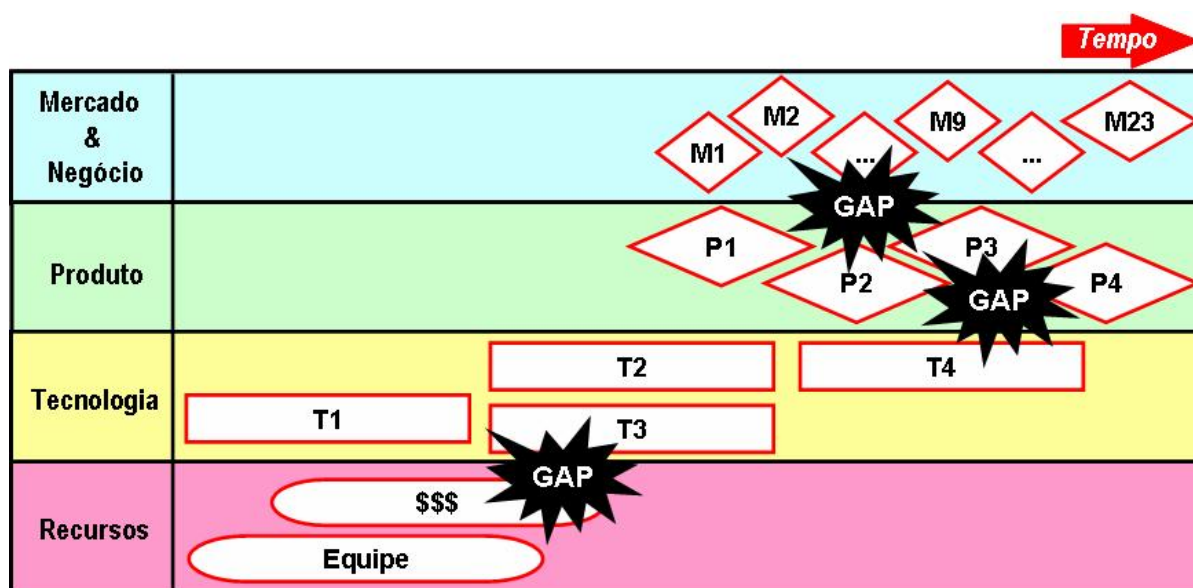 Tempo
Mercado
&
Negócio
M1
M2
...
M9
...
M23
GAP
Produto
P1
P2
P3
P4
GAP
Tecnologia
T1
T2
T3
T4
GAP
Recursos
$$$
Equipe